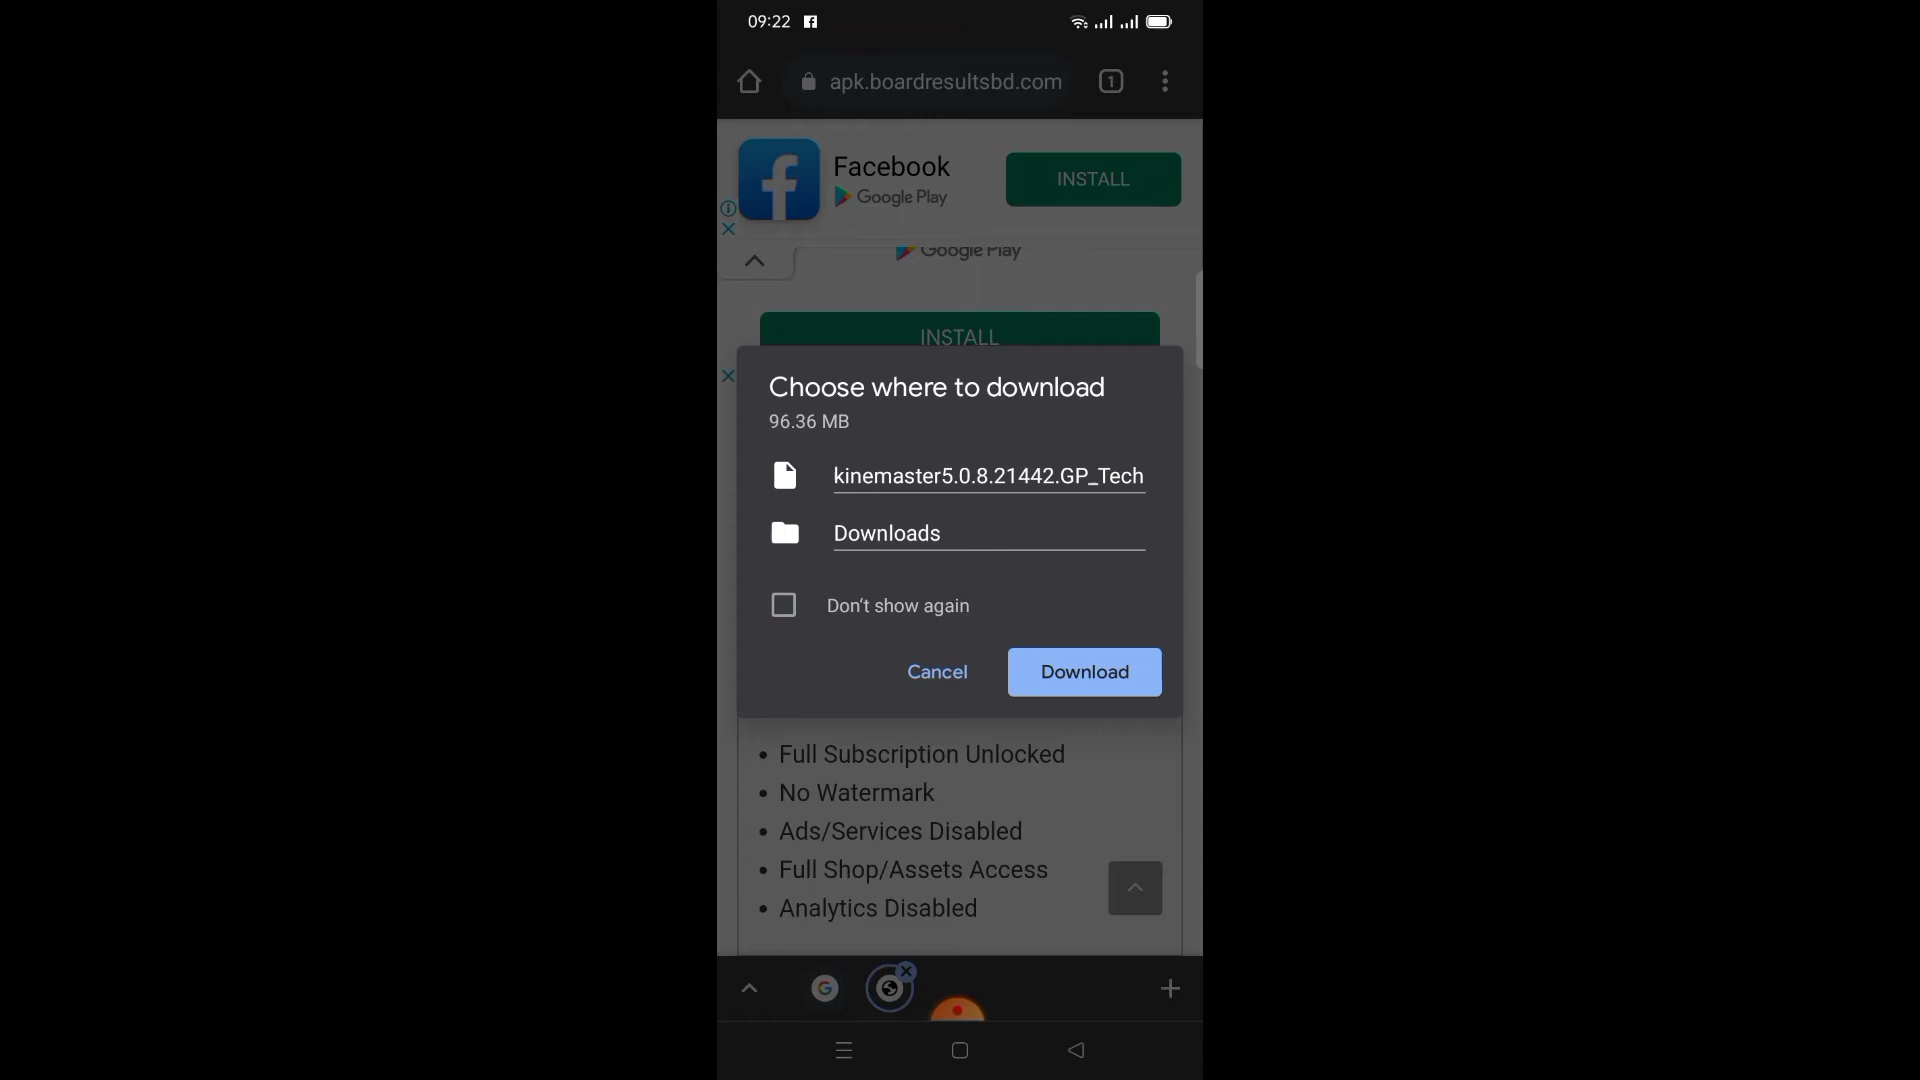 09:22
apk.boardresultsbd.com
1
Facebook
Google Play
INSTALL
Google Play
INSTALL
Choose where to download
96.36 MB
kinemaster5.0.8.21442.GP_Tech
Downloads
Don't show again
Cancel
Download
• Full Subscription Unlocked
• No Watermark
• Ads/Services Disabled
• Full Shop/Assets Access
• Analytics Disabled